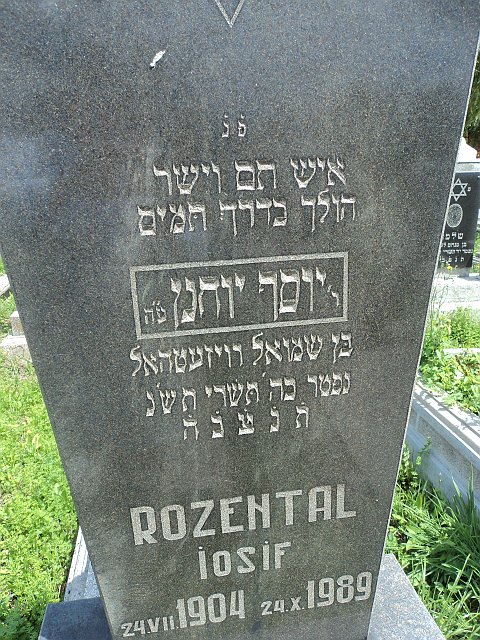 פ נ
איש תם וישר
הולך בדרך תמים
ר' יוסף יוחנן ע"ה
בן שמואל רויזעטהאל
נפטר כה' תשרי תש'נ
ת נ צ ב ה
ROZENTAL
IOSIF
24.VII.1904 24.X.1989